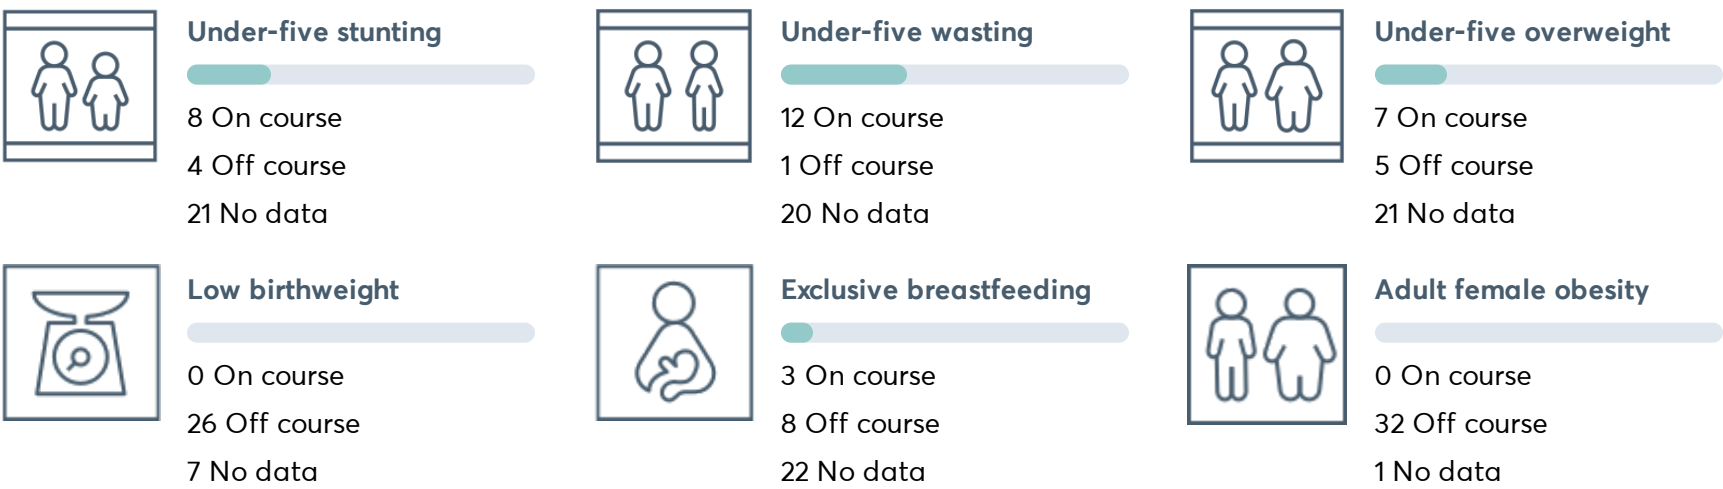 Under-five stunting
8 On course
4 Off course
21 No data
Under-five wasting
12 On course
1 Off course
20 No data
Under-five overweight
7 On course
5 Off course
21 No data
Low birthweight
0 On course
26 Off course
7 No data
Exclusive breastfeeding
3 On course
8 Off course
22 No data
Adult female obesity
0 On course
32 Off course
1 No data